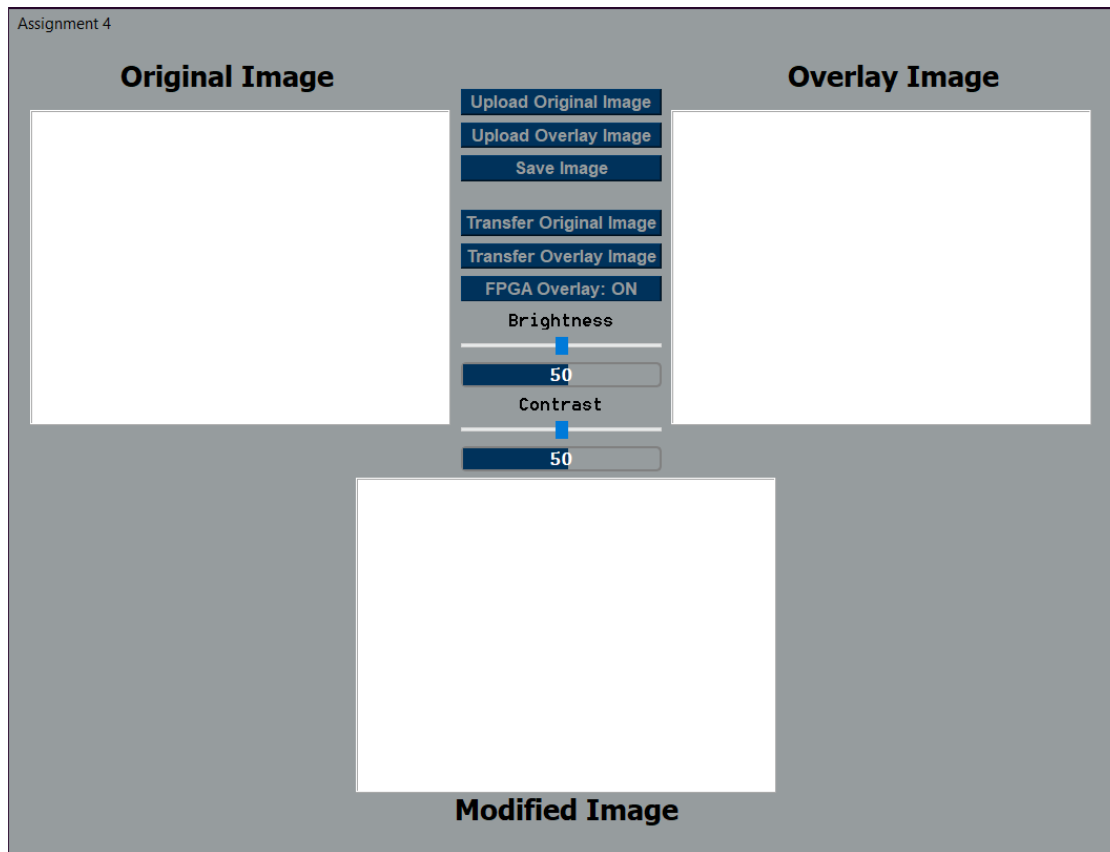 Assignment 4
Original Image
Overlay Image
Upload Original Image
Upload Overlay Image
Save Image
Transfer Original Image
Transfer Overlay Image
FPGA Overlay: ON
Brightness
50
Contrast
50
Modified Image